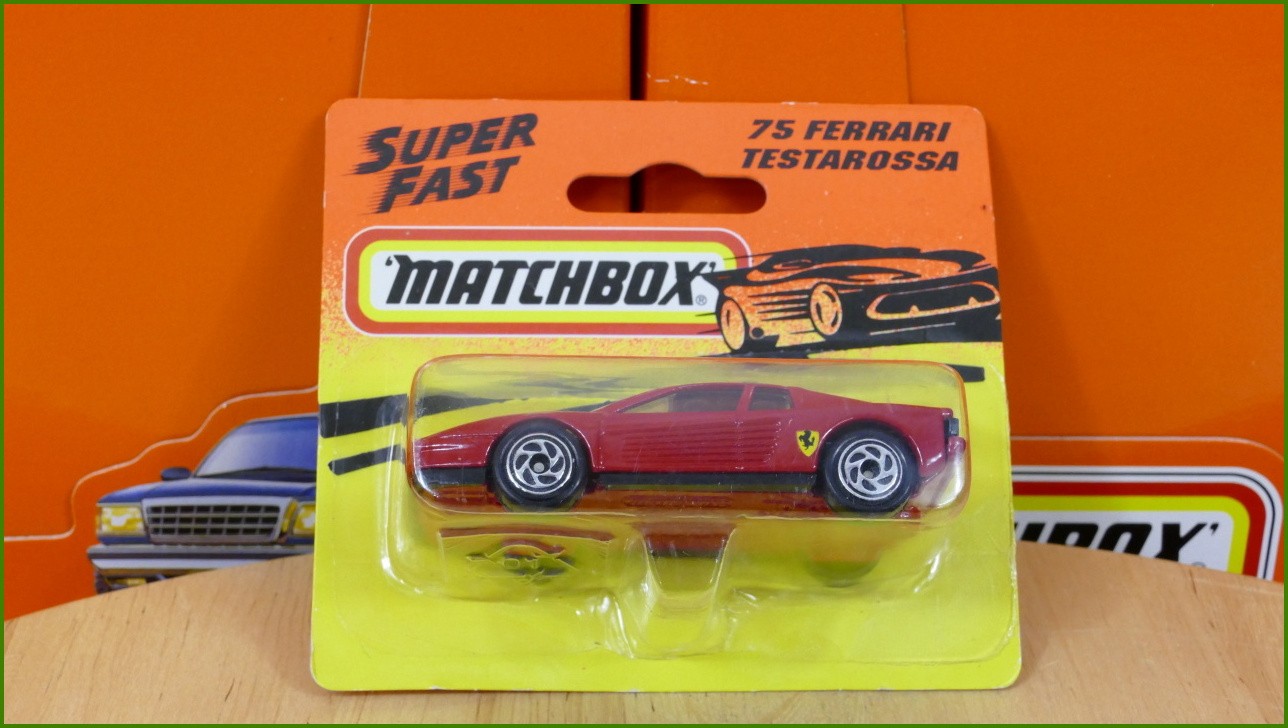 SUPER
FAST
75 FERRARI
TESTAROSSA
'MATCHBOX'®